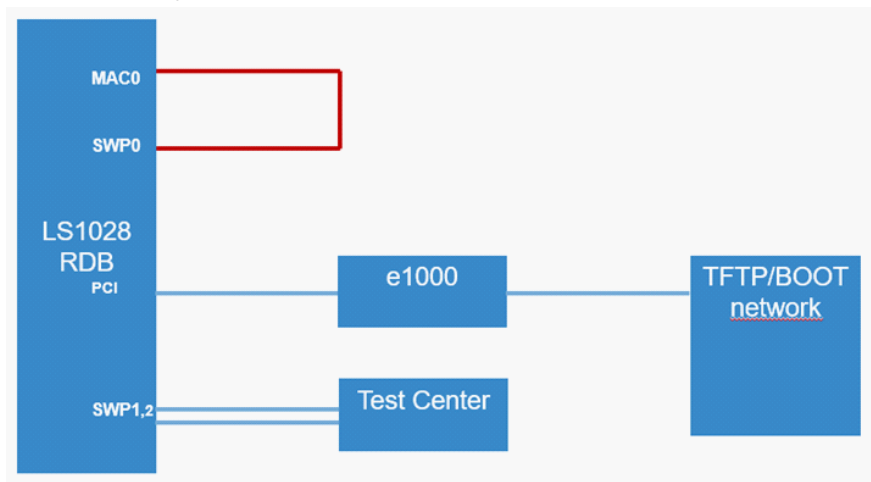 MAC0
SWP0
LS1028
RDB
PCI
e1000
TFTP/BOOT
network
SWP1,2
Test Center